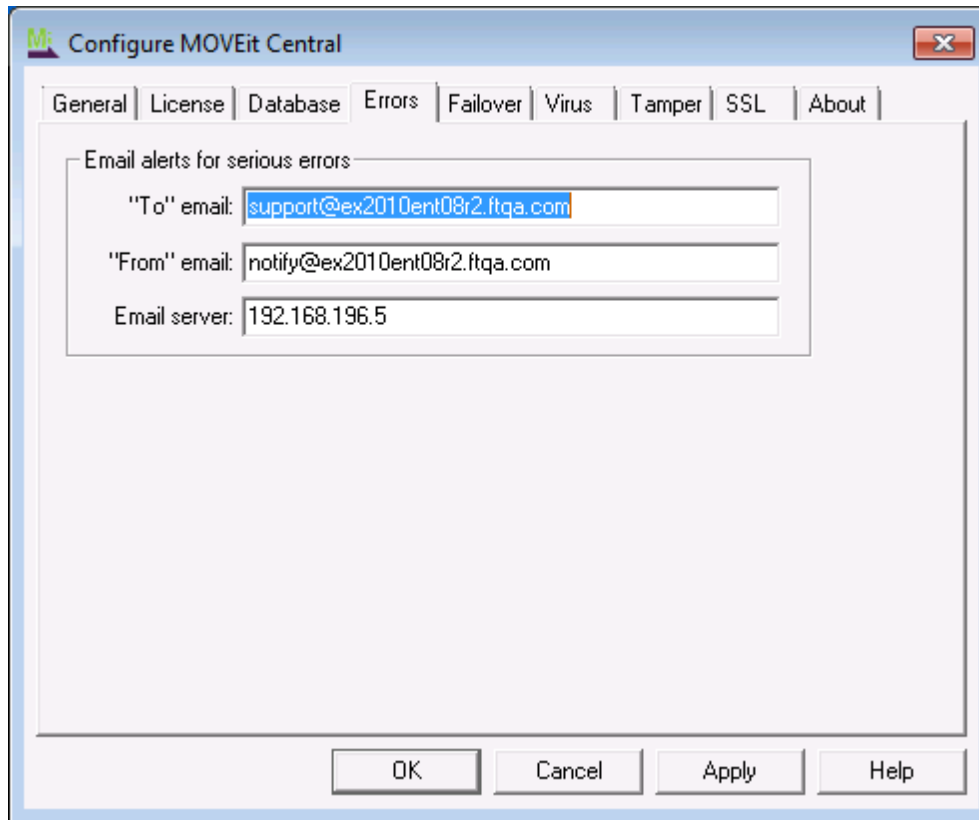 Configure MOVEit Central
General License Database Errors Failover Virus Tamper SSL About
Email alerts for serious errors
"To" email: support@ex2010ent08r2.ftqa.com
"From" email: notify@ex2010ent08r2.ftqa.com
Email server: 192.168.196.5
OK Cancel Apply Help